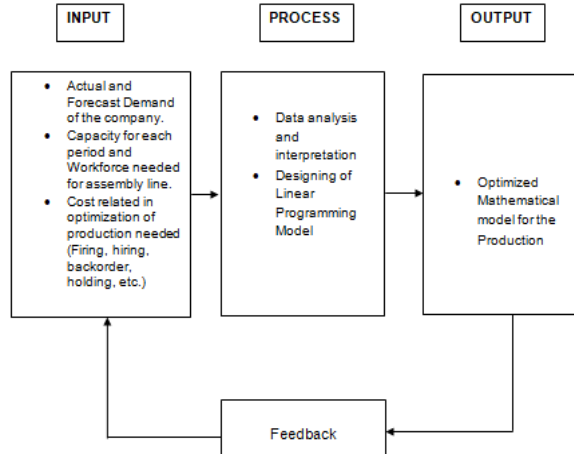 INPUT
PROCESS
OUTPUT
• Actual and
Forecast Demand
of the company.
• Capacity for each
period and
Workforce needed
for assembly line.
• Cost related in
optimization of
production needed
(Firing, hiring,
backorder,
holding, etc.)
• Data analysis
and
interpretation
• Designing of
Linear
Programming
Model
• Optimized
Mathematical
model for the
Production
Feedback